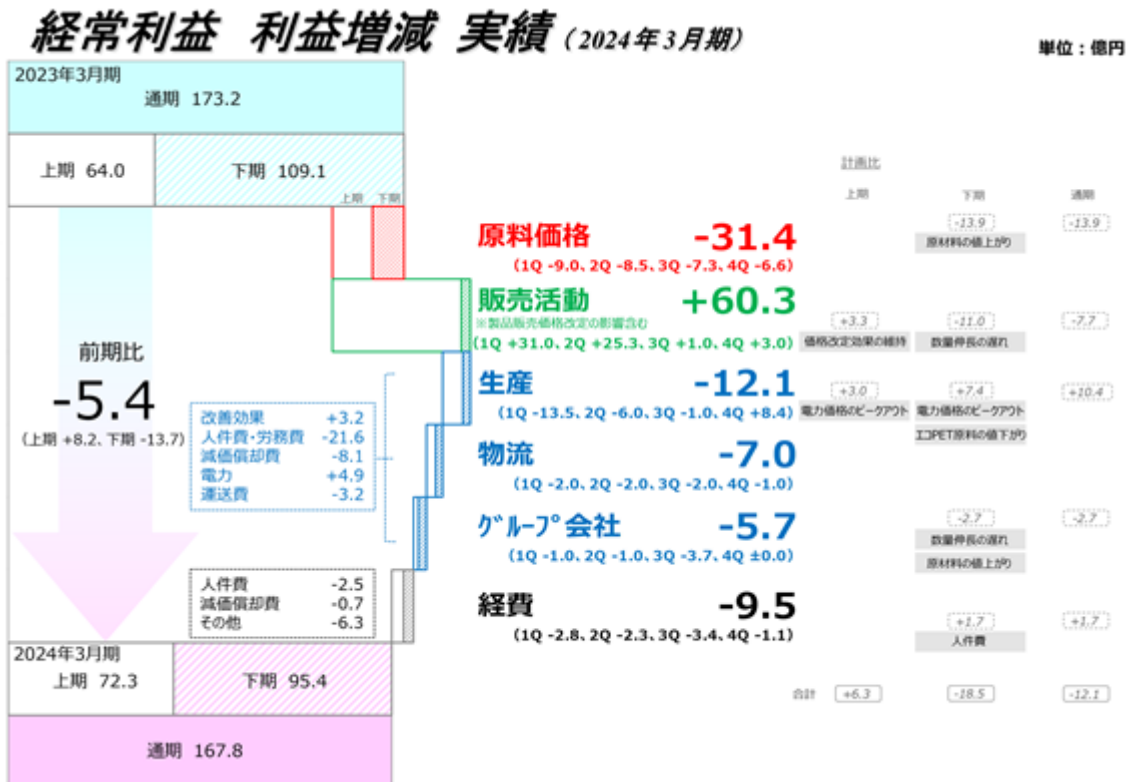 経常利益 利益増減 実績（2024年3月期）
単位：億円
2023年3月期
通期 173.2
上期 64.0
下期 109.1
上期 下期
計画比
上期 下期 通期
原料価格 -31.4
（1Q -9.0、2Q -8.5、3Q -7.3、4Q -6.6）
-13.9 -13.9
原材料の値上がり
販売活動 +60.3
※製品販売価格改定の影響含む
（1Q +31.0、2Q +25.3、3Q +1.0、4Q +3.0）
+3.3 -11.0 -7.7
価格改定効果の維持 数量伸長の遅れ
前期比
-5.4
（上期 +8.2、下期 -13.7）
生産 -12.1
（1Q -13.5、2Q -6.0、3Q -1.0、4Q +8.4）
+3.0 +7.4 +10.4
電力価格のピークアウト 電力価格のピークアウト
エコPET原料の値下がり
改善効果 +3.2
人件費・労務費 -21.6
減価償却費 -8.1
電力 +4.9
運送費 -3.2
物流 -7.0
（1Q -2.0、2Q -2.0、3Q -2.0、4Q -1.0）
ｸﾞﾙｰﾌﾟ会社 -5.7
（1Q -1.0、2Q -1.0、3Q -3.7、4Q ±0.0）
-2.7 -2.7
数量伸長の遅れ
原材料の値上がり
人件費 -2.5
減価償却費 -0.7
その他 -6.3
経費 -9.5
（1Q -2.8、2Q -2.3、3Q -3.4、4Q -1.1）
+1.7 +1.7
人件費
2024年3月期
上期 72.3
下期 95.4
合計 +6.3 -18.5 -12.1
通期 167.8